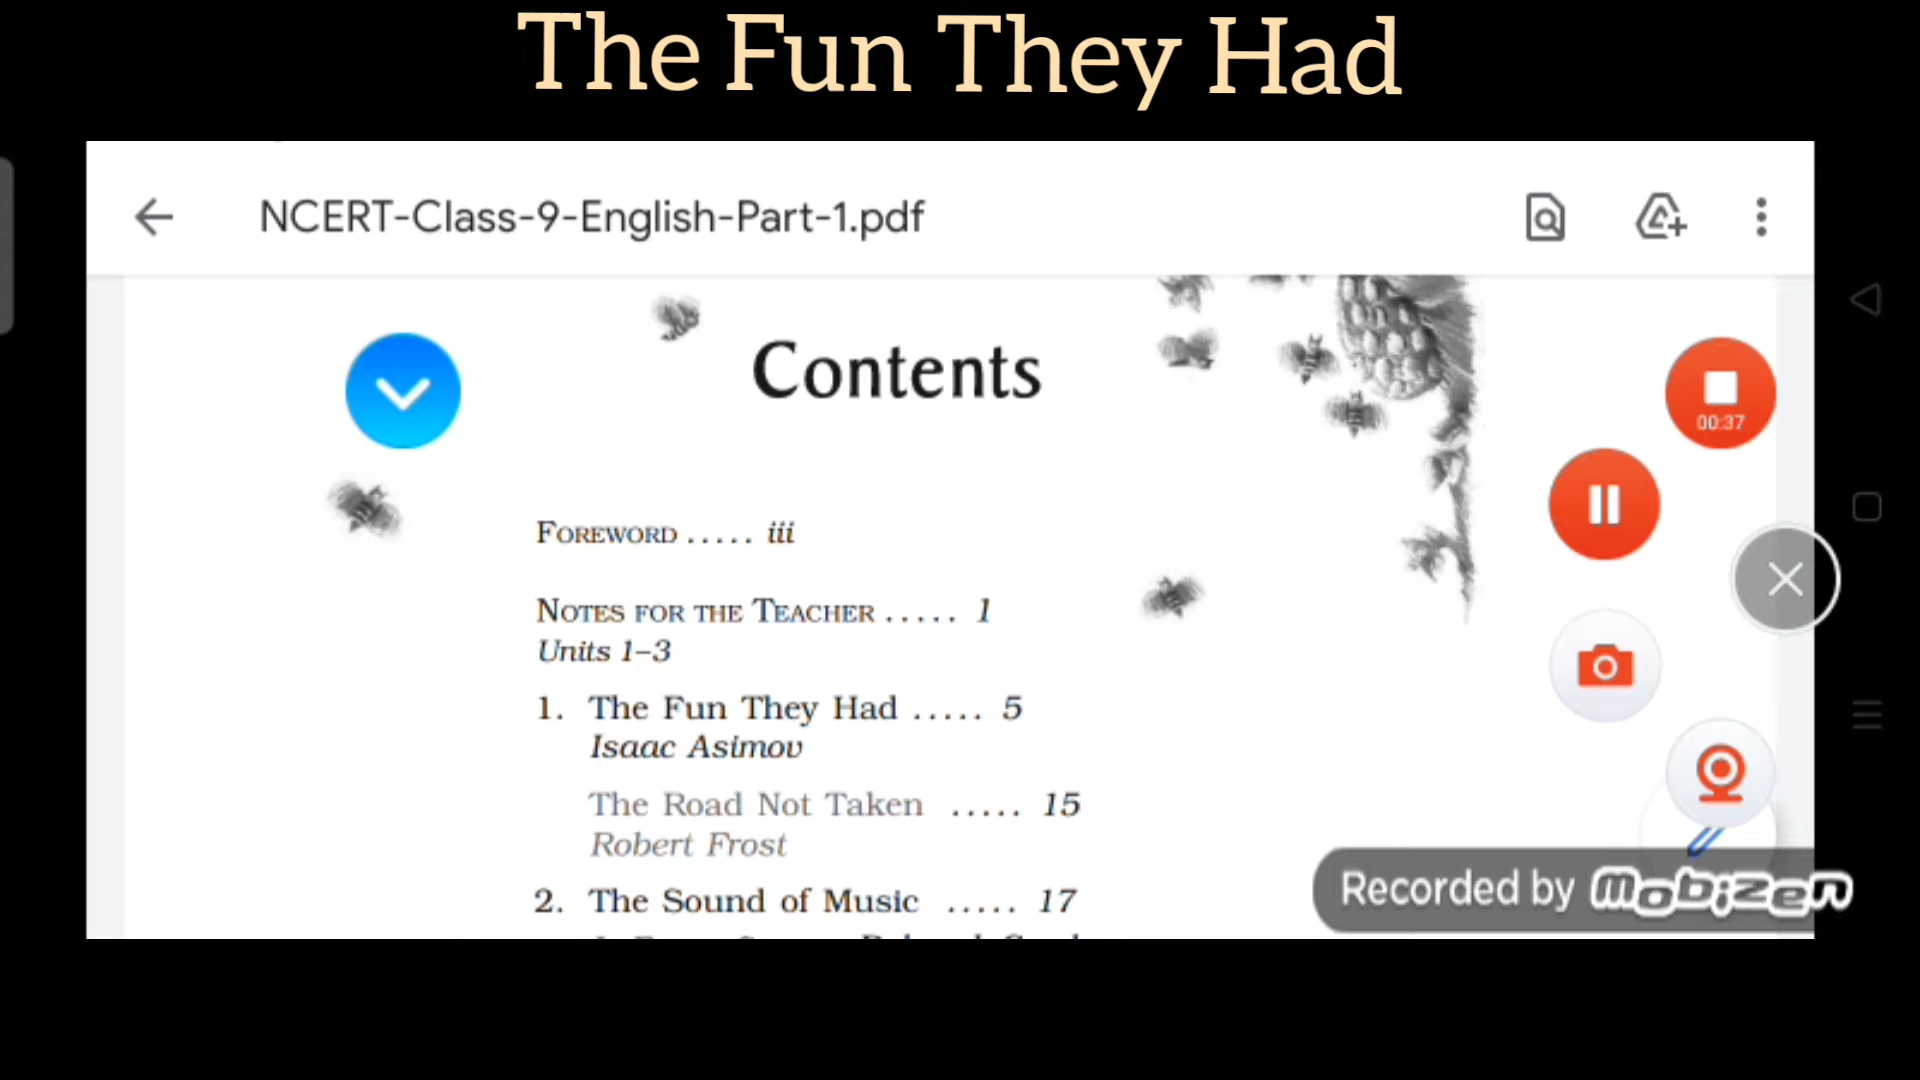 The Fun They Had
NCERT-Class-9-English-Part-1.pdf
Contents
00:37
FOREWORD ..... iii
NOTES FOR THE TEACHER ..... 1
Units 1–3
1. The Fun They Had ..... 5
Isaac Asimov
The Road Not Taken ..... 15
Robert Frost
2. The Sound of Music ..... 17
Recorded by Mobizen